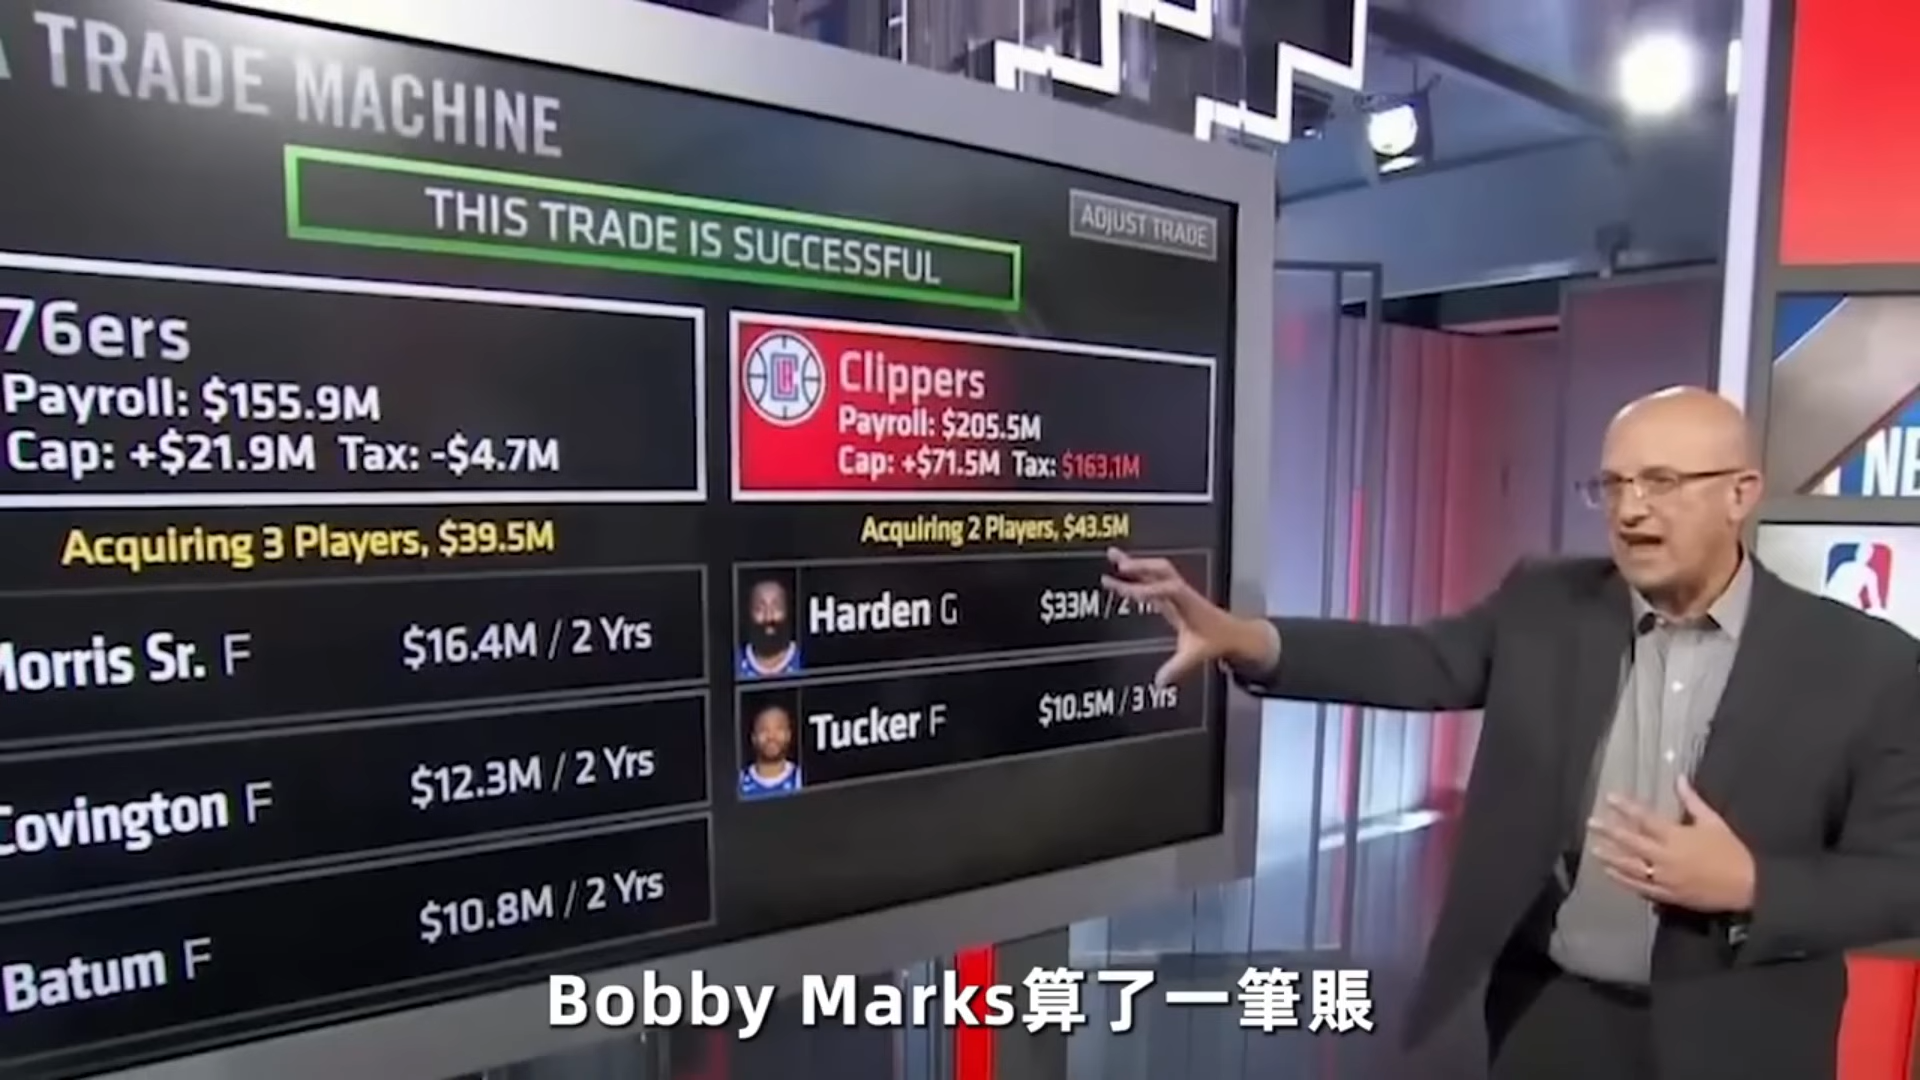 A TRADE MACHINE
THIS TRADE IS SUCCESSFUL
ADJUST TRADE
76ers
Payroll: $155.9M
Cap: +$21.9M Tax: -$4.7M
Acquiring 3 Players, $39.5M
Morris Sr. F $16.4M / 2 Yrs
Covington F $12.3M / 2 Yrs
Batum F $10.8M / 2 Yrs
Clippers
Payroll: $205.5M
Cap: +$71.5M Tax: $163.1M
Acquiring 2 Players, $43.5M
Harden G $33M / 2
Tucker F $10.5M / 3 Yrs
NB
Bobby Marks算了一筆賬